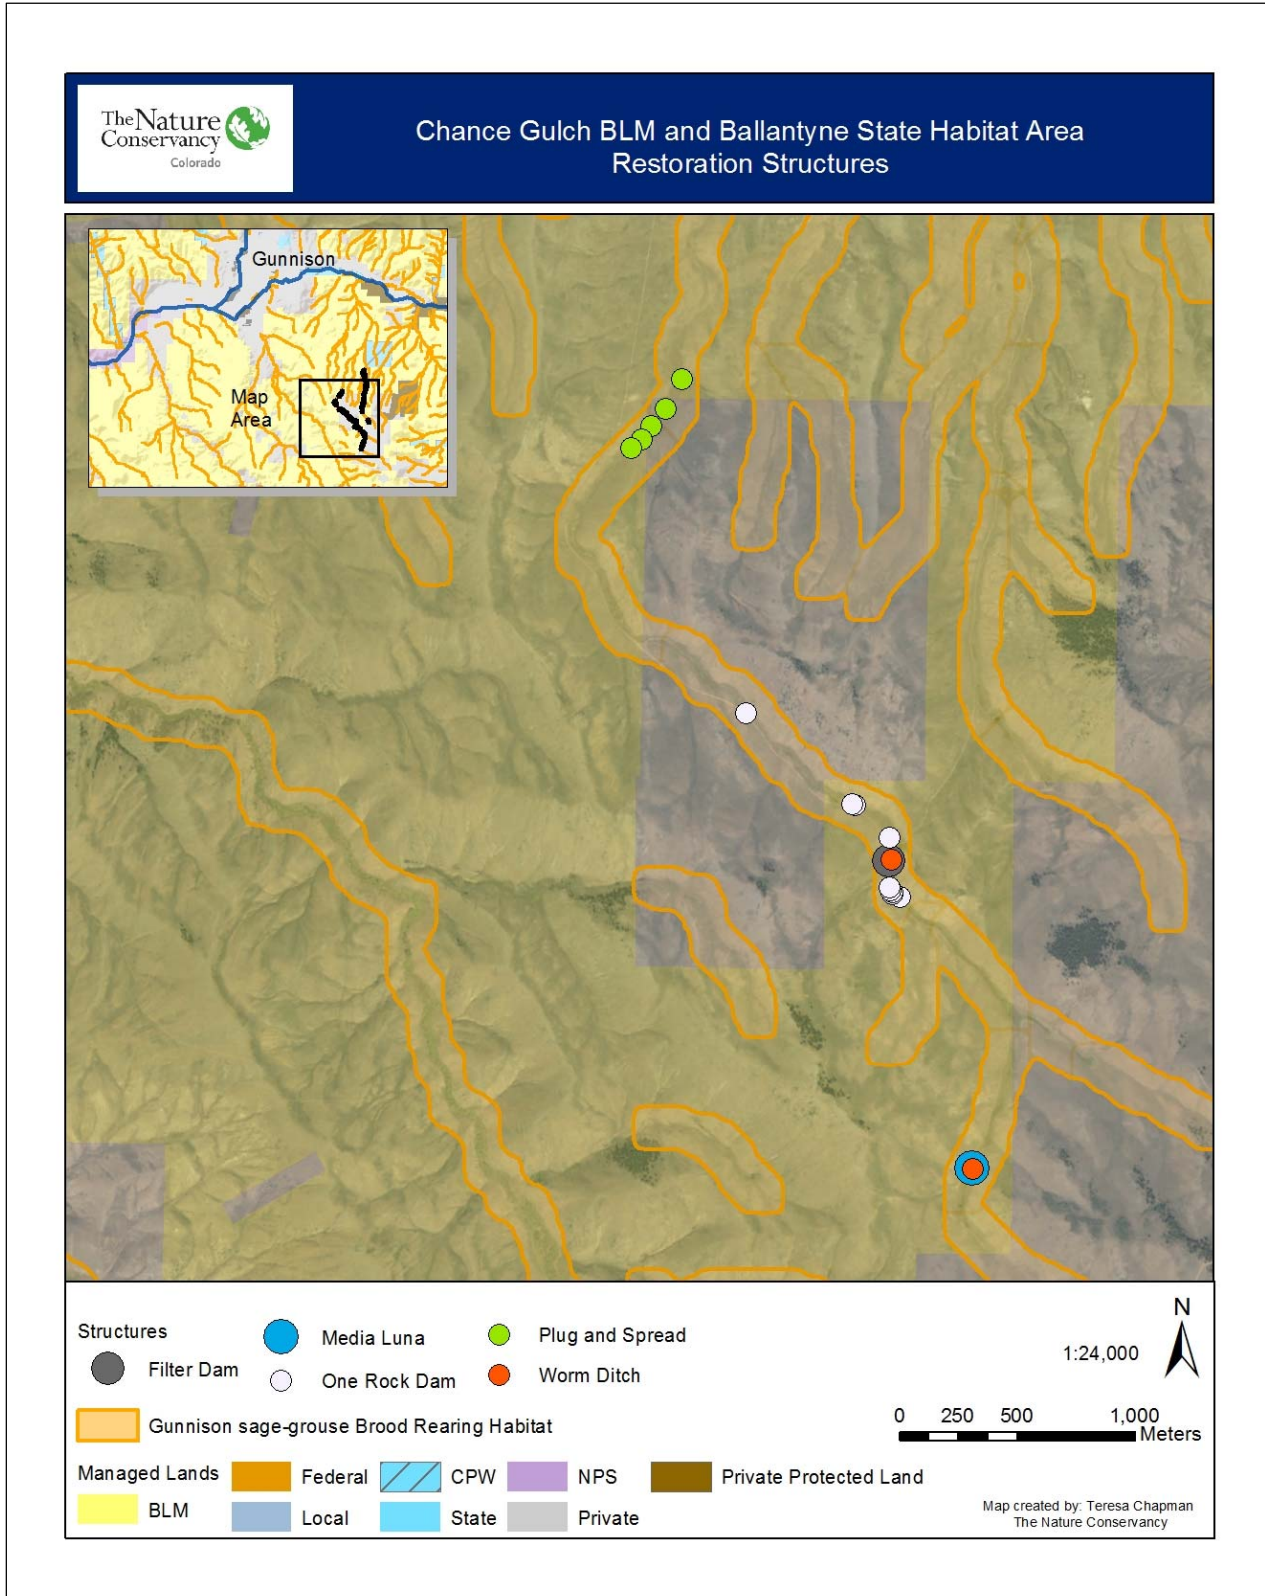 The Nature
Conservancy
Colorado
Chance Gulch BLM and Ballantyne State Habitat Area
Restoration Structures
Gunnison
Map
Area
Structures
Filter Dam
Media Luna
One Rock Dam
Plug and Spread
Worm Ditch
N
1:24,000
0 250 500 1,000
Meters
Gunnison sage-grouse Brood Rearing Habitat
Managed Lands
BLM
Federal
Local
CPW
State
NPS
Private
Private Protected Land
Map created by: Teresa Chapman
The Nature Conservancy